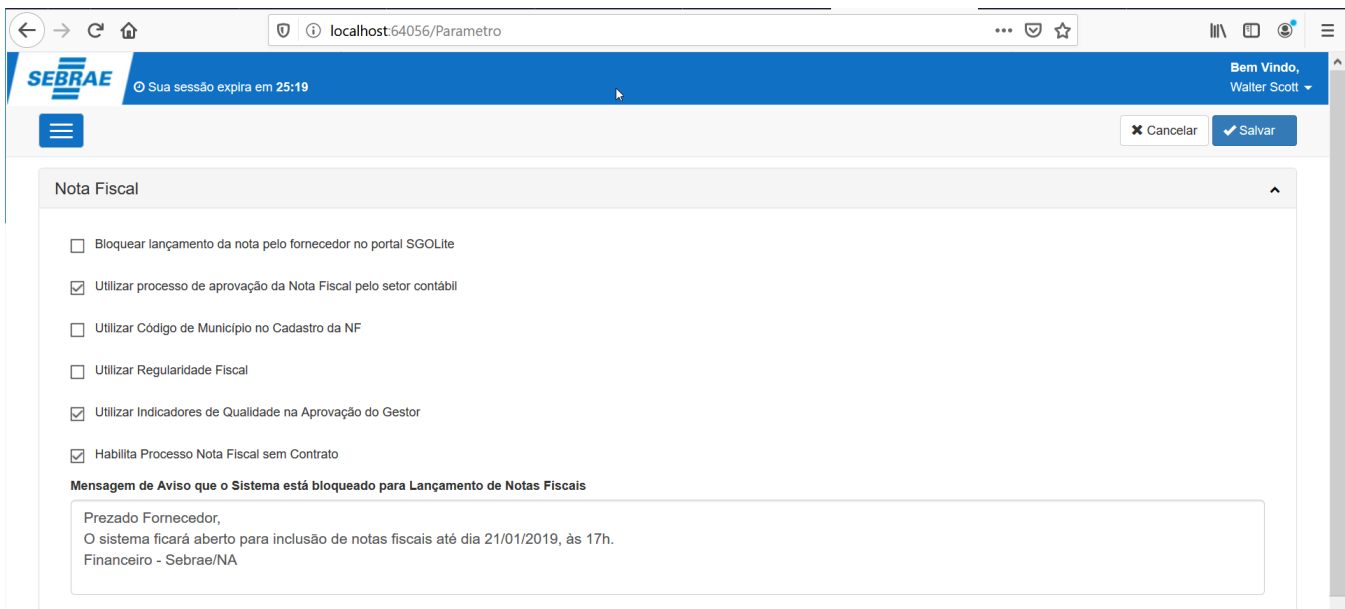 localhost:64056/Parametro
SEBRAE
Sua sessão expira em 25:19
Bem Vindo,
Walter Scott
Cancelar
Salvar
Nota Fiscal
Bloquear lançamento da nota pelo fornecedor no portal SGOLite
Utilizar processo de aprovação da Nota Fiscal pelo setor contábil
Utilizar Código de Município no Cadastro da NF
Utilizar Regularidade Fiscal
Utilizar Indicadores de Qualidade na Aprovação do Gestor
Habilita Processo Nota Fiscal sem Contrato
Mensagem de Aviso que o Sistema está bloqueado para Lançamento de Notas Fiscais
Prezado Fornecedor,
O sistema ficará aberto para inclusão de notas fiscais até dia 21/01/2019, às 17h.
Financeiro - Sebrae/NA